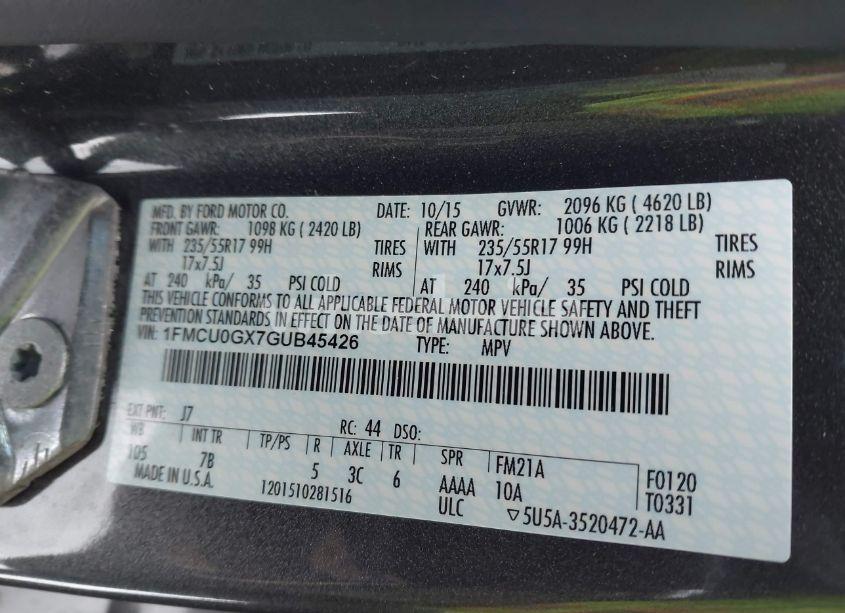 MFD. BY FORD MOTOR CO. DATE: 10/15 GVWR: 2096 KG ( 4620 LB)
FRONT GAWR: 1098 KG ( 2420 LB) REAR GAWR: 1006 KG ( 2218 LB)
WITH 235/55R17 99H TIRES WITH 235/55R17 99H TIRES
17x7.5J RIMS 17x7.5J RIMS
AT 240 kPa/ 35 PSI COLD AT 240 kPa/ 35 PSI COLD
THIS VEHICLE CONFORMS TO ALL APPLICABLE FEDERAL MOTOR VEHICLE SAFETY AND THEFT
PREVENTION STANDARDS IN EFFECT ON THE DATE OF MANUFACTURE SHOWN ABOVE.
VIN: 1FMCU0GX7GUB45426 TYPE: MPV
EXT PNT: J7 RC: 44 DSO:
WB INT TR TP/PS R AXLE TR SPR FM21A F0120
105 7B 5 3C 6 AAAA 10A T0331
MADE IN U.S.A. 1201510281516 ULC ▽5U5A-3520472-AA